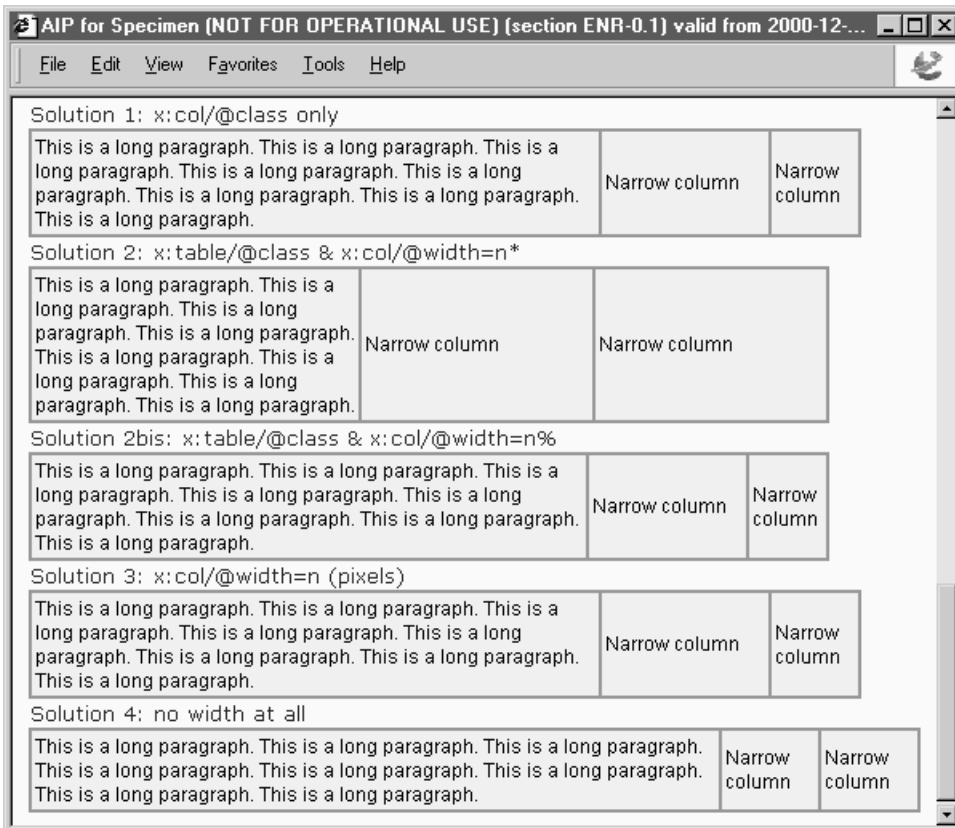 AIP for Specimen (NOT FOR OPERATIONAL USE) (section ENR-0.1) valid from 2000-12-...
File Edit View Favorites Tools Help
Solution 1: x:col/@class only
This is a long paragraph. This is a long paragraph. This is a
long paragraph. This is a long paragraph. This is a long
paragraph. This is a long paragraph. This is a long paragraph.
This is a long paragraph.
Narrow column
Narrow
column
Solution 2: x:table/@class & x:col/@width=n*
This is a long paragraph. This is a
long paragraph. This is a long
paragraph. This is a long paragraph.
This is a long paragraph. This is a
long paragraph. This is a long
paragraph. This is a long paragraph.
Narrow column
Narrow column
Solution 2bis: x:table/@class & x:col/@width=n%
This is a long paragraph. This is a long paragraph. This is a
long paragraph. This is a long paragraph. This is a long
paragraph. This is a long paragraph. This is a long paragraph.
This is a long paragraph.
Narrow column
Narrow
column
Solution 3: x:col/@width=n (pixels)
This is a long paragraph. This is a long paragraph. This is a
long paragraph. This is a long paragraph. This is a long
paragraph. This is a long paragraph. This is a long paragraph.
This is a long paragraph.
Narrow column
Narrow
column
Solution 4: no width at all
This is a long paragraph. This is a long paragraph. This is a long paragraph.
This is a long paragraph. This is a long paragraph. This is a long paragraph.
This is a long paragraph. This is a long paragraph.
Narrow
column
Narrow
column